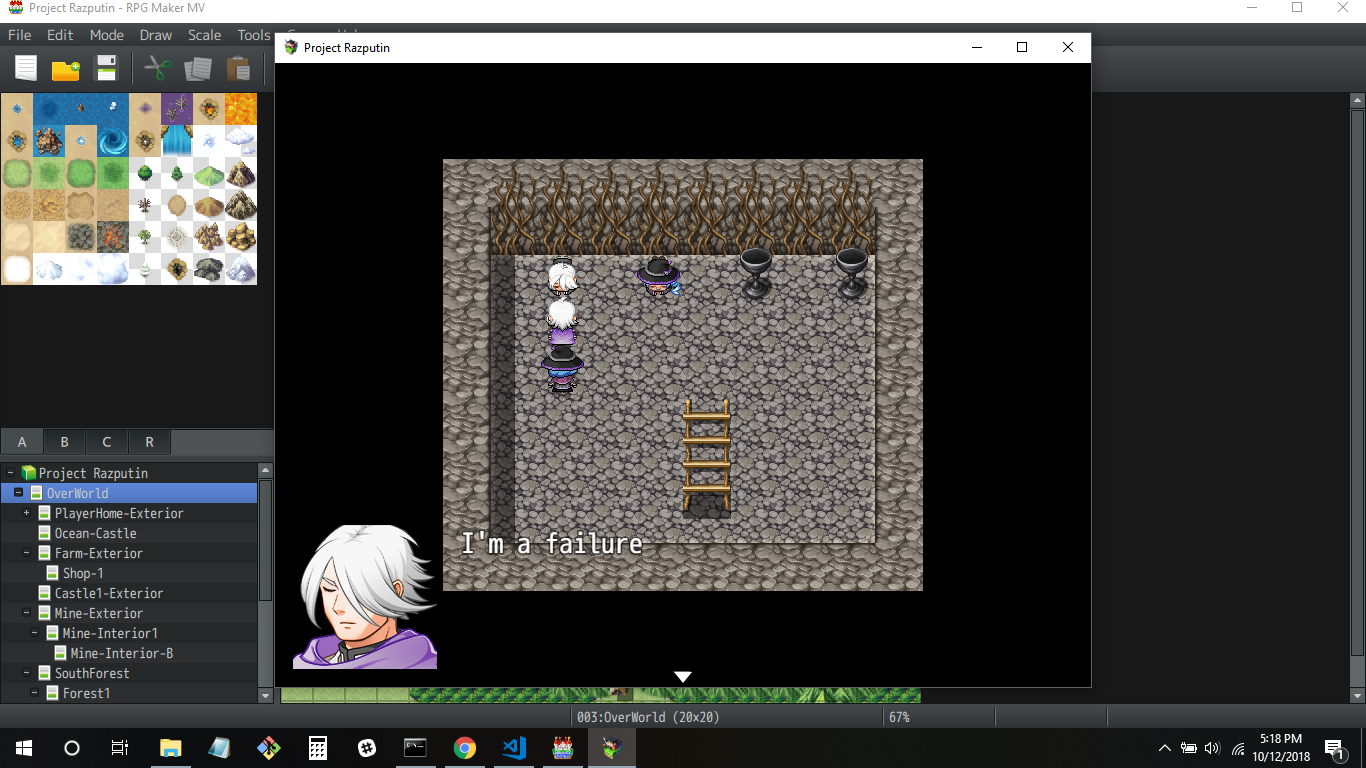 Project Razputin - RPG Maker MV
File Edit Mode Draw Scale Tools
Project Razputin
I'm a failure
A B C R
Project Razputin
OverWorld
PlayerHome-Exterior
Ocean-Castle
Farm-Exterior
Shop-1
Castle1-Exterior
Mine-Exterior
Mine-Interior1
Mine-Interior-B
SouthForest
Forest1
003:OverWorld (20x20) 67%
5:18 PM
10/12/2018
1